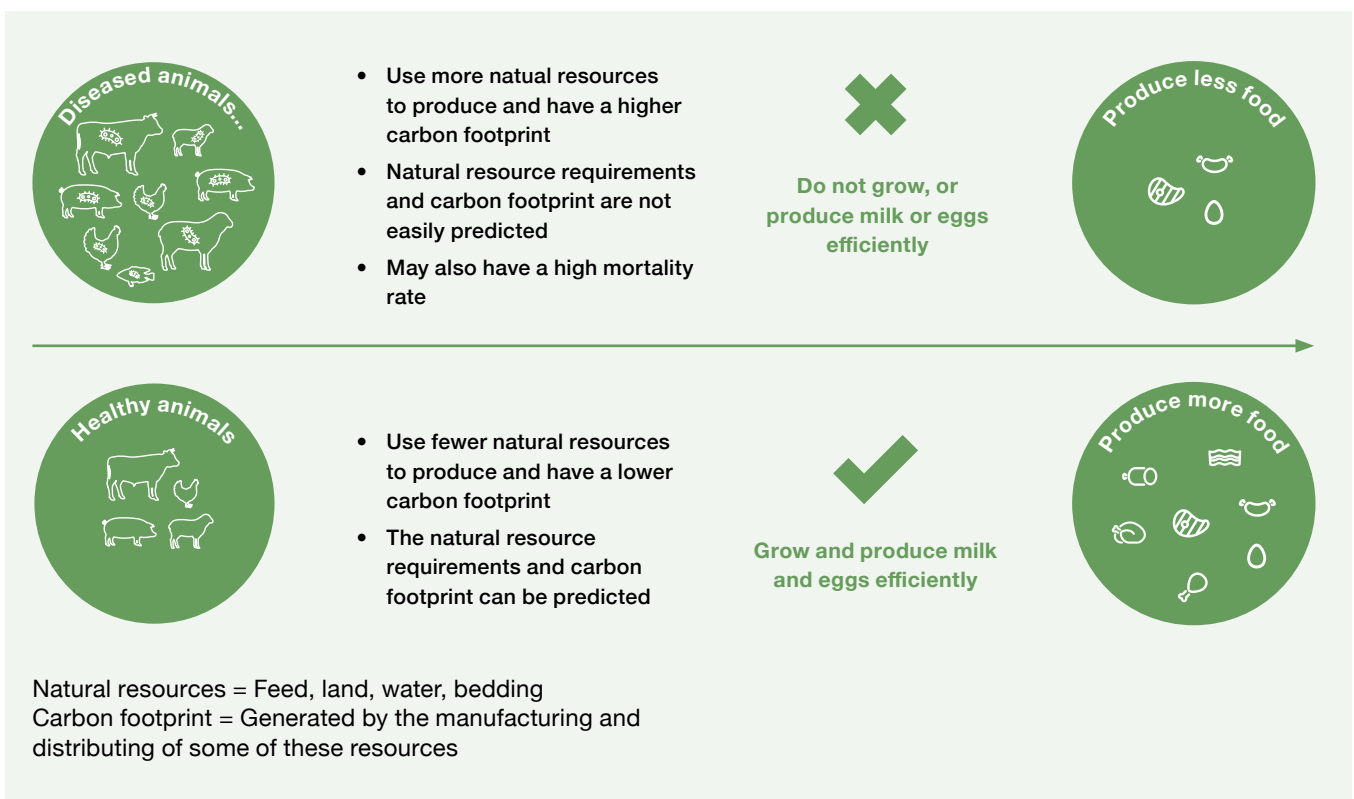 Diseased animals...
• Use more natual resources
to produce and have a higher
carbon footprint
• Natural resource requirements
and carbon footprint are not
easily predicted
• May also have a high mortality
rate
Do not grow, or
produce milk or eggs
efficiently
Produce less food
Healthy animals
• Use fewer natural resources
to produce and have a lower
carbon footprint
• The natural resource
requirements and carbon
footprint can be predicted
Grow and produce milk
and eggs efficiently
Produce more food
Natural resources = Feed, land, water, bedding
Carbon footprint = Generated by the manufacturing and
distributing of some of these resources